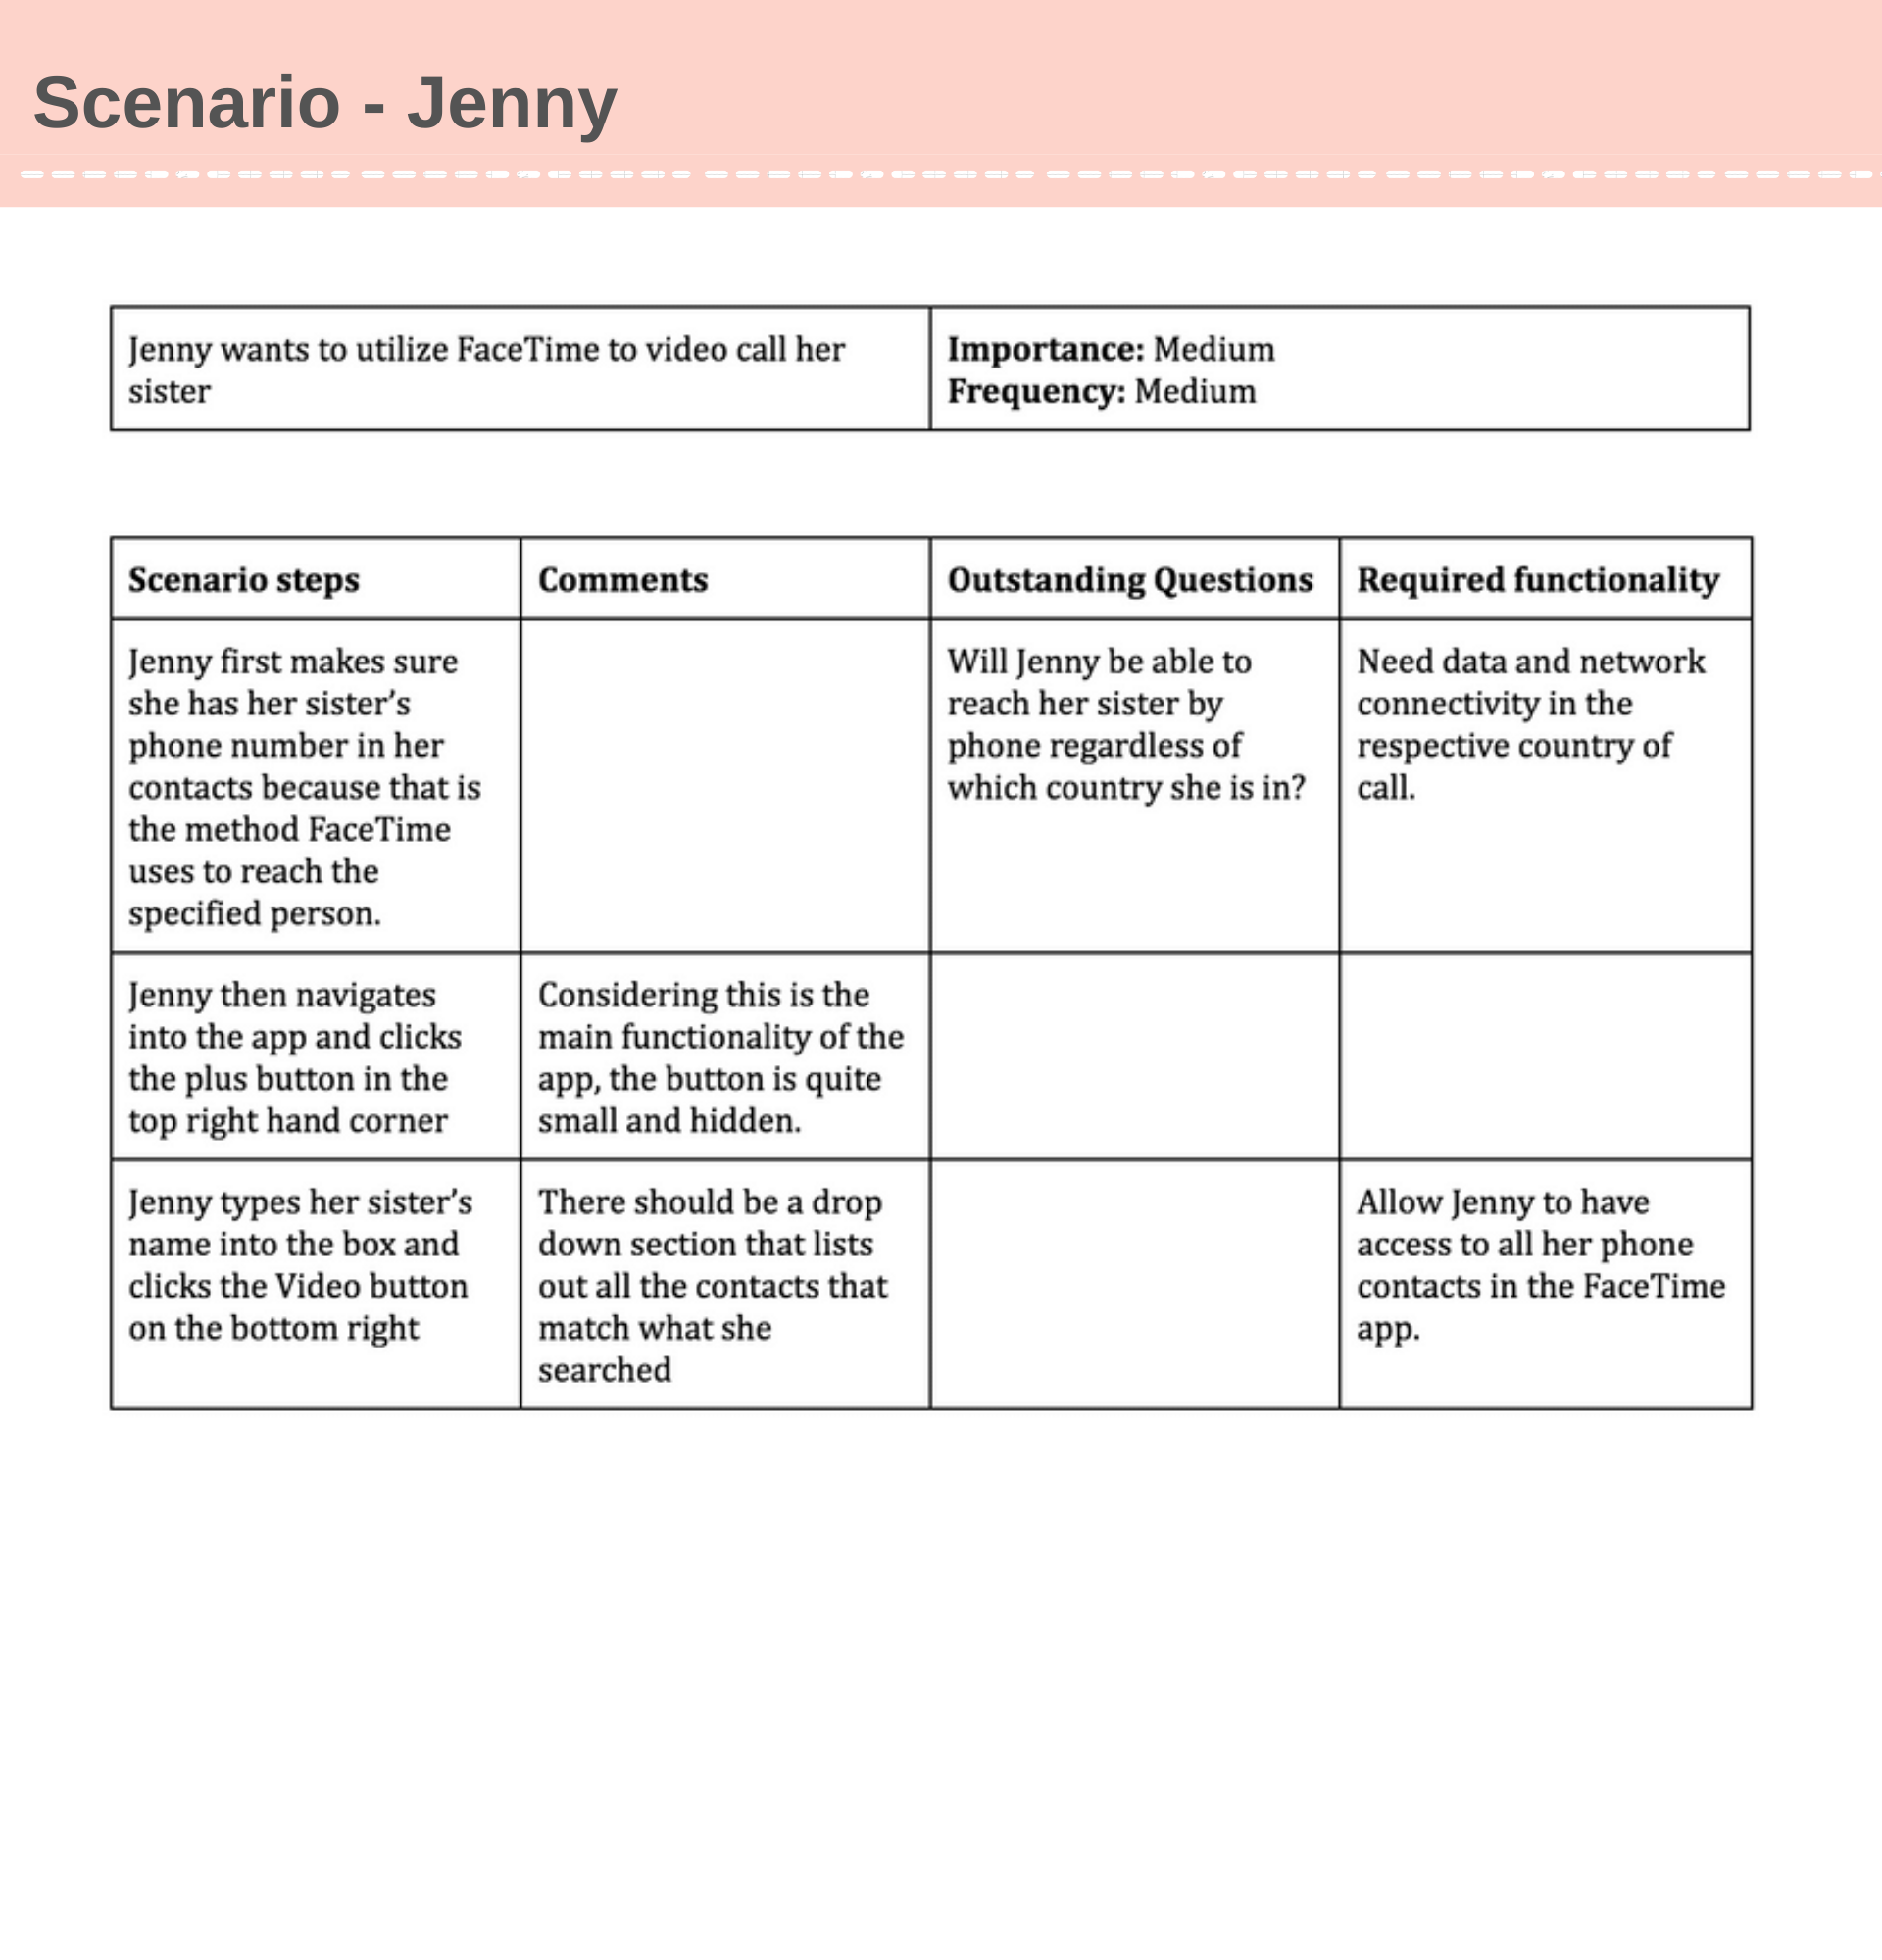 Scenario - Jenny
Jenny wants to utilize FaceTime to video call her
sister
Importance: Medium
Frequency: Medium
Scenario steps
Comments
Outstanding Questions
Required functionality
Jenny first makes sure
she has her sister’s
phone number in her
contacts because that is
the method FaceTime
uses to reach the
specified person.
Will Jenny be able to
reach her sister by
phone regardless of
which country she is in?
Need data and network
connectivity in the
respective country of
call.
Jenny then navigates
into the app and clicks
the plus button in the
top right hand corner
Considering this is the
main functionality of the
app, the button is quite
small and hidden.
Jenny types her sister’s
name into the box and
clicks the Video button
on the bottom right
There should be a drop
down section that lists
out all the contacts that
match what she
searched
Allow Jenny to have
access to all her phone
contacts in the FaceTime
app.